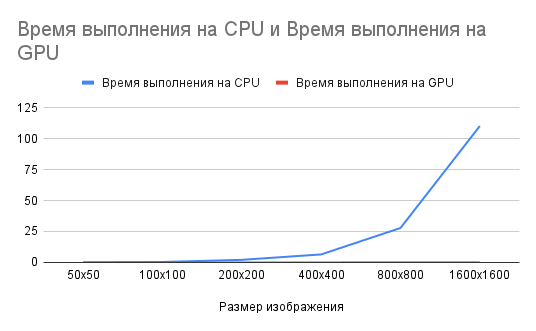 Время выполнения на CPU и Время выполнения на
GPU
Время выполнения на CPU Время выполнения на GPU
125
100
75
50
25
0
50x50 100x100 200x200 400x400 800x800 1600x1600
Размер изображения